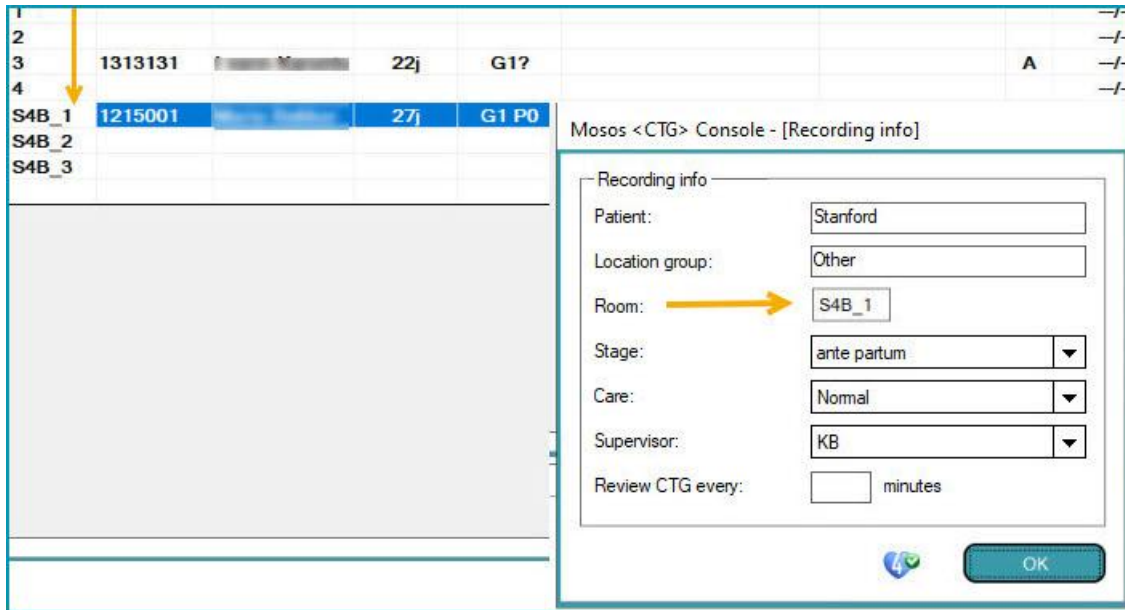 1 —/-
2 —/-
3 1313131 22j G1? A —/-
4 —/-
S4B_1 1215001 27j G1 P0
S4B_2
S4B_3
Mosos <CTG> Console - [Recording info]
Recording info
Patient: Stanford
Location group: Other
Room: S4B_1
Stage: ante partum
Care: Normal
Supervisor: KB
Review CTG every: minutes
4
OK